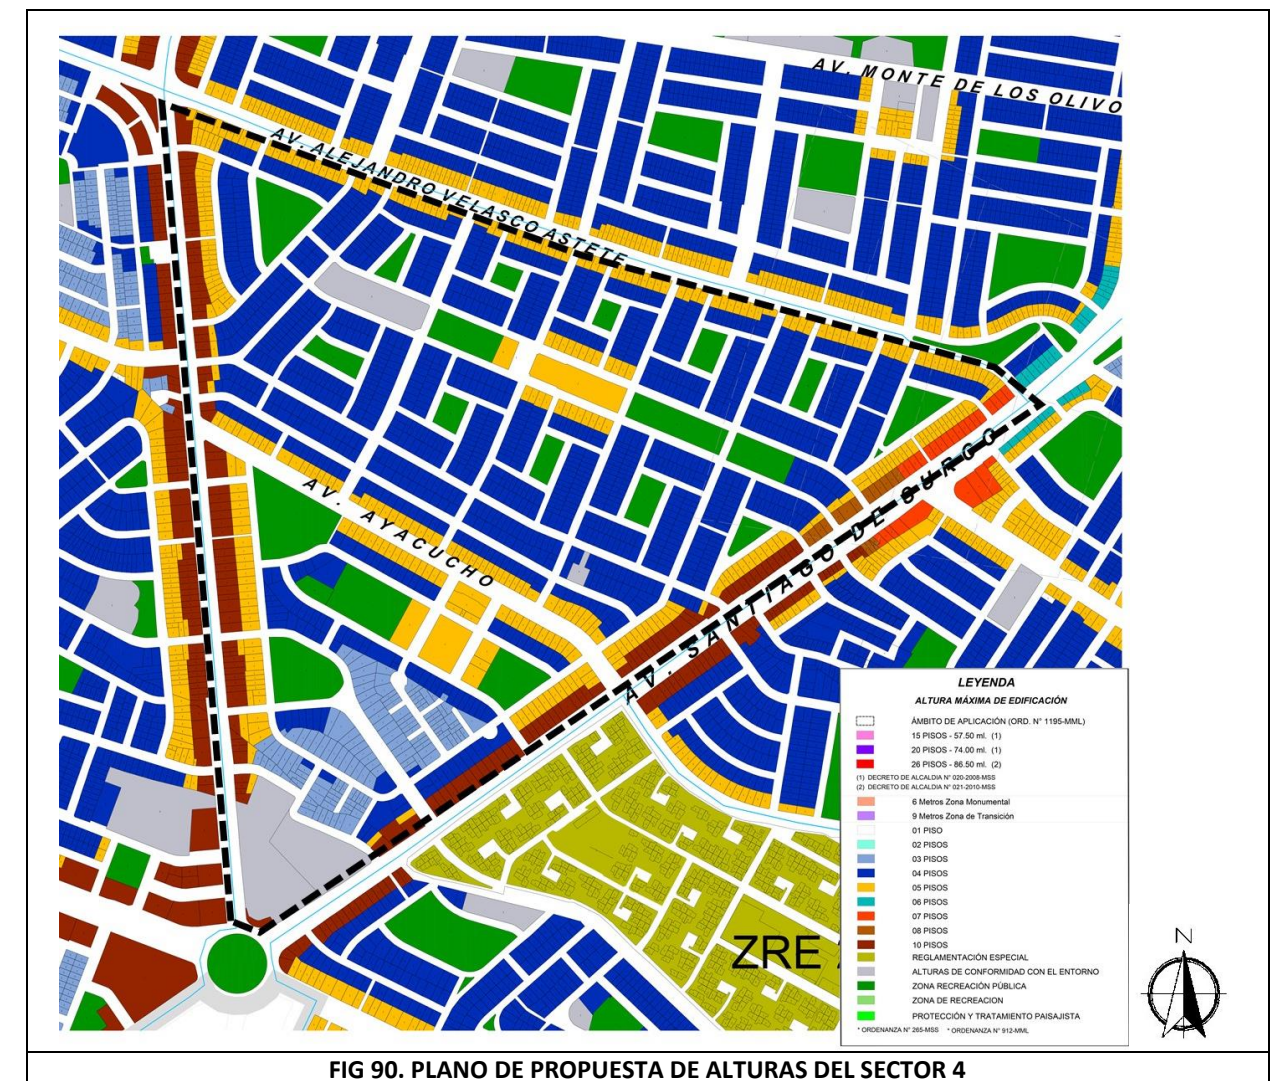 AV. MONTE DE LOS OLIVO
AV. ALEJANDRO VELASCO ASTETE
AV. AYACUCHO
AV. SANTIAGO DE SURCO
ZRE
LEYENDA
ALTURA MÁXIMA DE EDIFICACIÓN
ÁMBITO DE APLICACIÓN (ORD. N° 1195-MML)
15 PISOS - 57.50 ml. (1)
20 PISOS - 74.00 ml. (1)
26 PISOS - 86.50 ml. (2)
(1) DECRETO DE ALCALDIA N° 020-2008-MSS
(2) DECRETO DE ALCALDIA N° 021-2010-MSS
6 Metros Zona Monumental
9 Metros Zona de Transición
01 PISO
02 PISOS
03 PISOS
04 PISOS
05 PISOS
06 PISOS
07 PISOS
08 PISOS
10 PISOS
REGLAMENTACIÓN ESPECIAL
ALTURAS DE CONFORMIDAD CON EL ENTORNO
ZONA RECREACIÓN PÚBLICA
ZONA DE RECREACION
PROTECCIÓN Y TRATAMIENTO PAISAJISTA
* ORDENANZA N° 265-MSS * ORDENANZA N° 912-MML
N
FIG 90. PLANO DE PROPUESTA DE ALTURAS DEL SECTOR 4